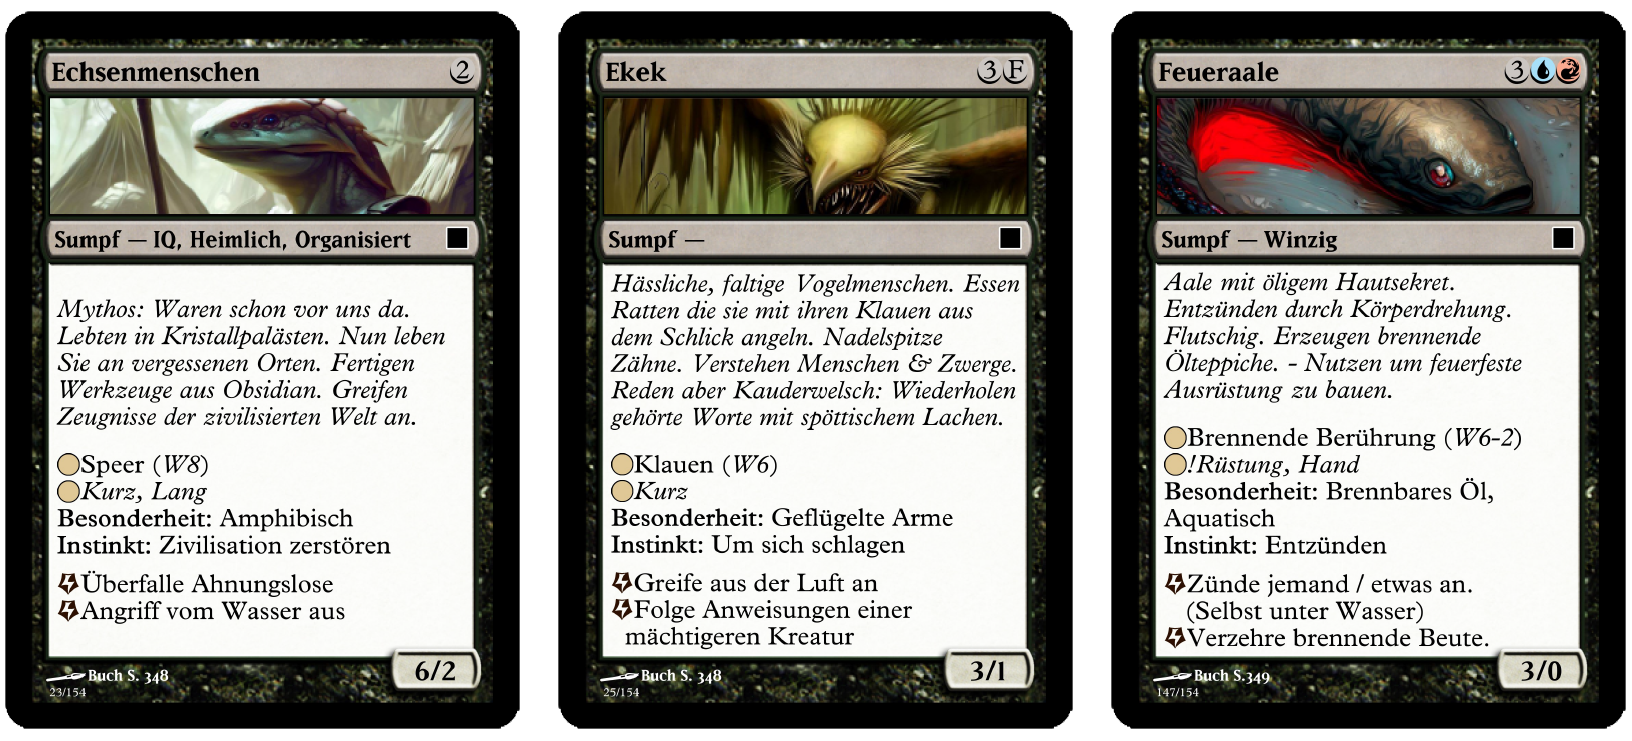 Echsenmenschen 2
Sumpf — IQ, Heimlich, Organisiert
Mythos: Waren schon vor uns da.
Lebten in Kristallpalästen. Nun leben
Sie an vergessenen Orten. Fertigen
Werkzeuge aus Obsidian. Greifen
Zeugnisse der zivilisierten Welt an.
Speer (W8)
Kurz, Lang
Besonderheit: Amphibisch
Instinkt: Zivilisation zerstören
Überfalle Ahnungslose
Angriff vom Wasser aus
6/2
Buch S. 348
23/154
Ekek 3 F
Sumpf —
Hässliche, faltige Vogelmenschen. Essen
Ratten die sie mit ihren Klauen aus
dem Schlick angeln. Nadelspitze
Zähne. Verstehen Menschen & Zwerge.
Reden aber Kauderwelsch: Wiederholen
gehörte Worte mit spöttischem Lachen.
Klauen (W6)
Kurz
Besonderheit: Geflügelte Arme
Instinkt: Um sich schlagen
Greife aus der Luft an
Folge Anweisungen einer
mächtigeren Kreatur
3/1
Buch S. 348
25/154
Feueraale 3
Sumpf — Winzig
Aale mit öligem Hautsekret.
Entzünden durch Körperdrehung.
Flutschig. Erzeugen brennende
Ölteppiche. - Nutzen um feuerfeste
Ausrüstung zu bauen.
Brennende Berührung (W6-2)
!Rüstung, Hand
Besonderheit: Brennbares Öl,
Aquatisch
Instinkt: Entzünden
Zünde jemand / etwas an.
(Selbst unter Wasser)
Verzehre brennende Beute.
3/0
Buch S.349
147/154